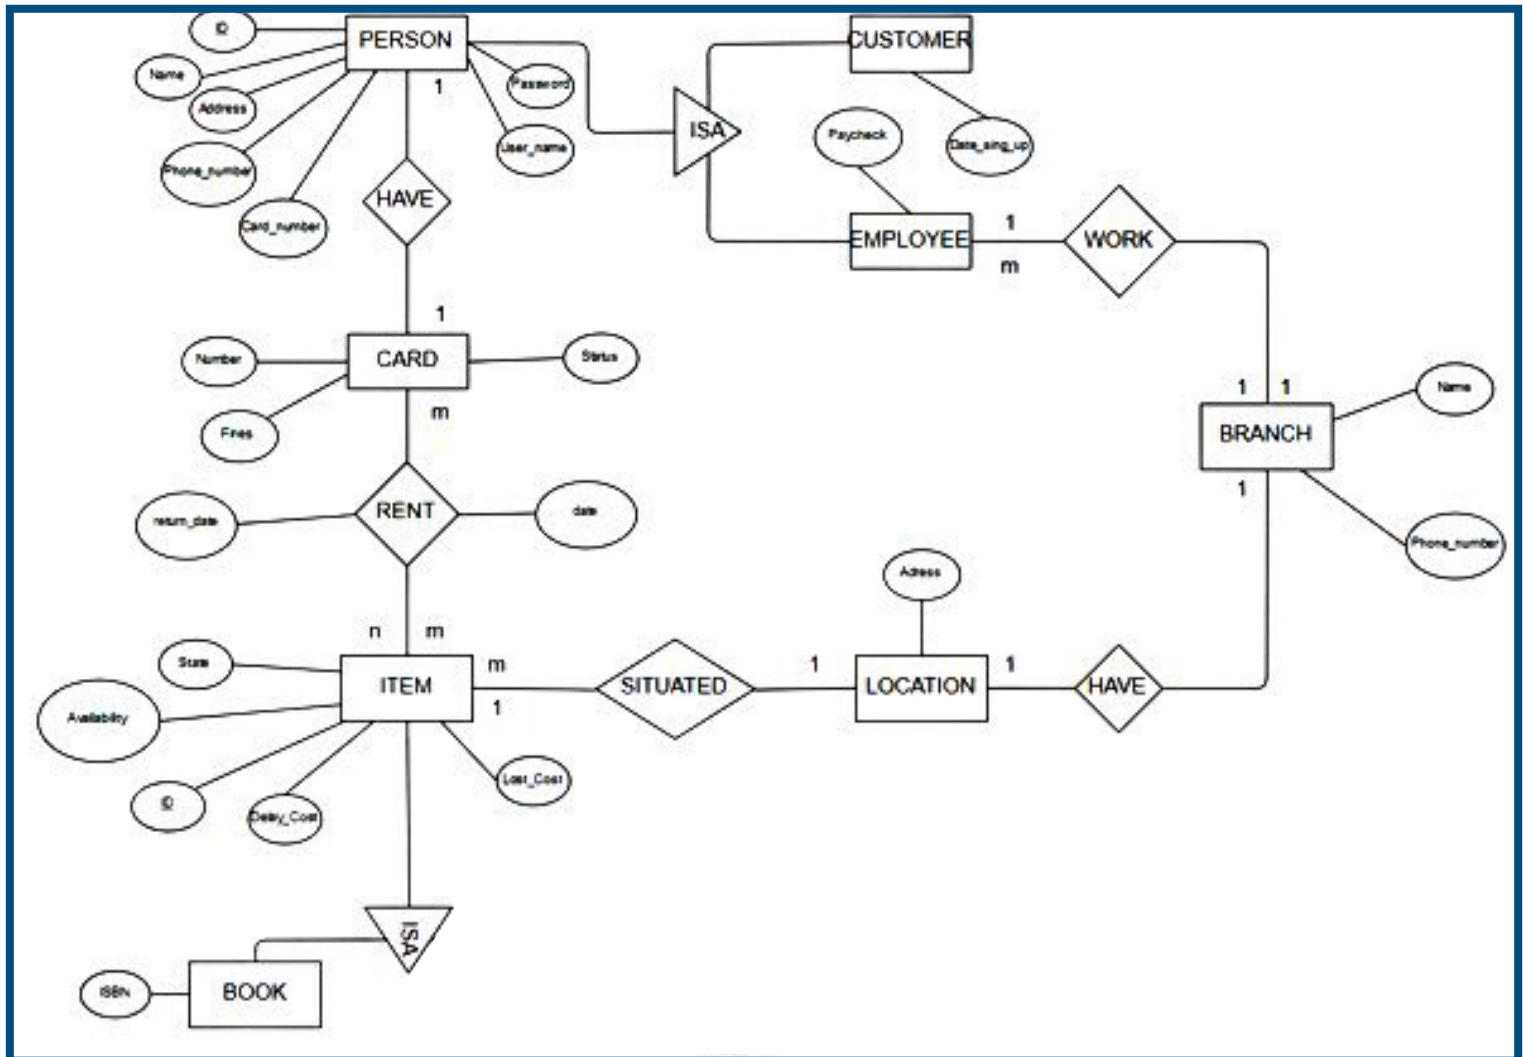 ID
PERSON
CUSTOMER
Name
Password
1
Address
ISA
Paycheck
Date_sing_up
User_name
Phone_number
HAVE
Card_number
1
EMPLOYEE
WORK
m
1
Number
CARD
Status
1
1
Name
m
Fines
BRANCH
1
return_date
RENT
date
Phone_number
Adress
n
m
State
m
1
1
ITEM
SITUATED
LOCATION
HAVE
1
Availability
ID
Delay_Cost
Lost_Cost
ISA
ISBN
BOOK